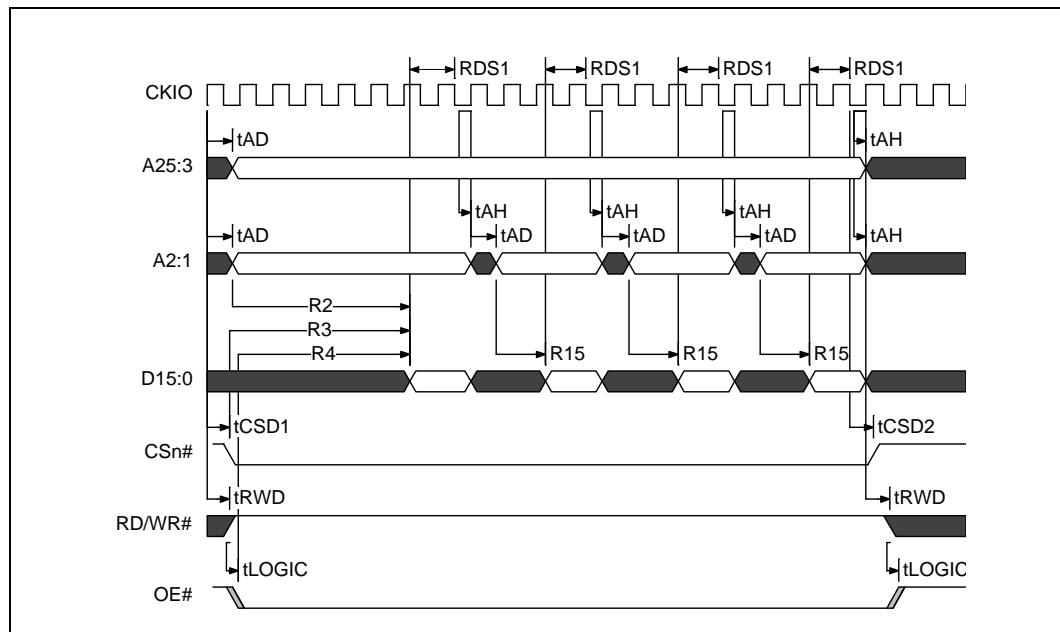 RDS1 RDS1 RDS1 RDS1
CKIO
tAD tAH
A25:3
tAH tAH tAH
tAD tAD tAD tAD tAH
A2:1
R2
R3
R4 R15 R15 R15
D15:0
tCSD1 tCSD2
CSn#
tRWD tRWD
RD/WR#
tLOGIC tLOGIC
OE#